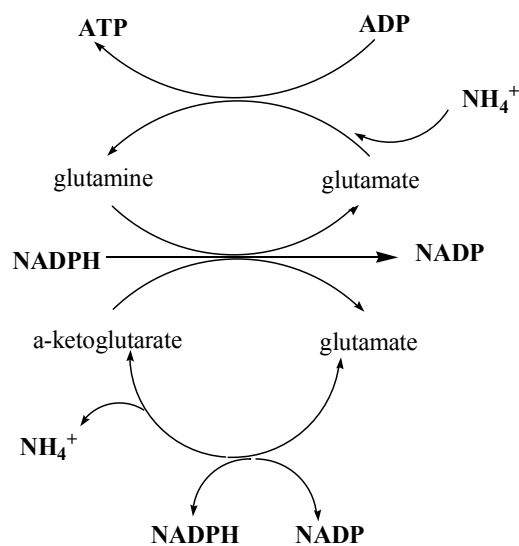 ATP ADP
NH4+
glutamine glutamate
NADPH NADP
a-ketoglutarate glutamate
NH4+
NADPH NADP